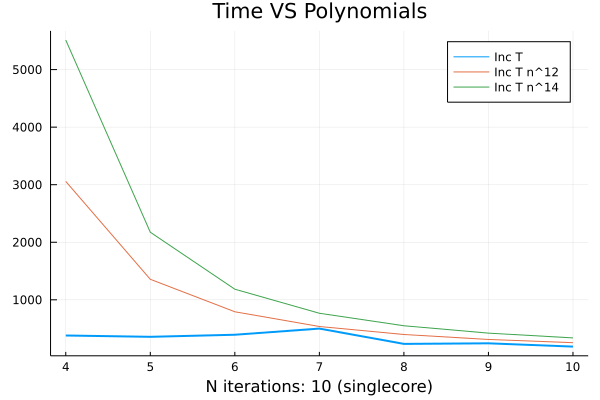 Time VS Polynomials
Inc T
Inc T n^12
Inc T n^14
5000
4000
3000
2000
1000
4 5 6 7 8 9 10
N iterations: 10 (singlecore)